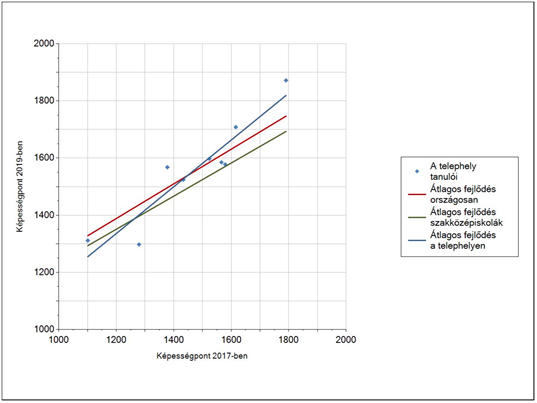 2000
1800
1600
1400
1200
1000
Képességpont 2019-ben
1000
1200
1400
1600
1800
2000
Képességpont 2017-ben
A telephely
tanulói
Átlagos fejlődés
országosan
Átlagos fejlődés
szakközépiskolák
Átlagos fejlődés
a telephelyen